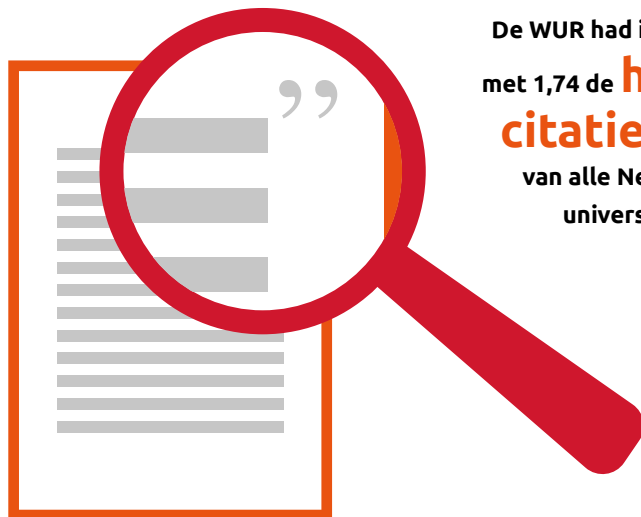 De WUR had i
met 1,74 de h
citatie
van alle Ne
univers
”